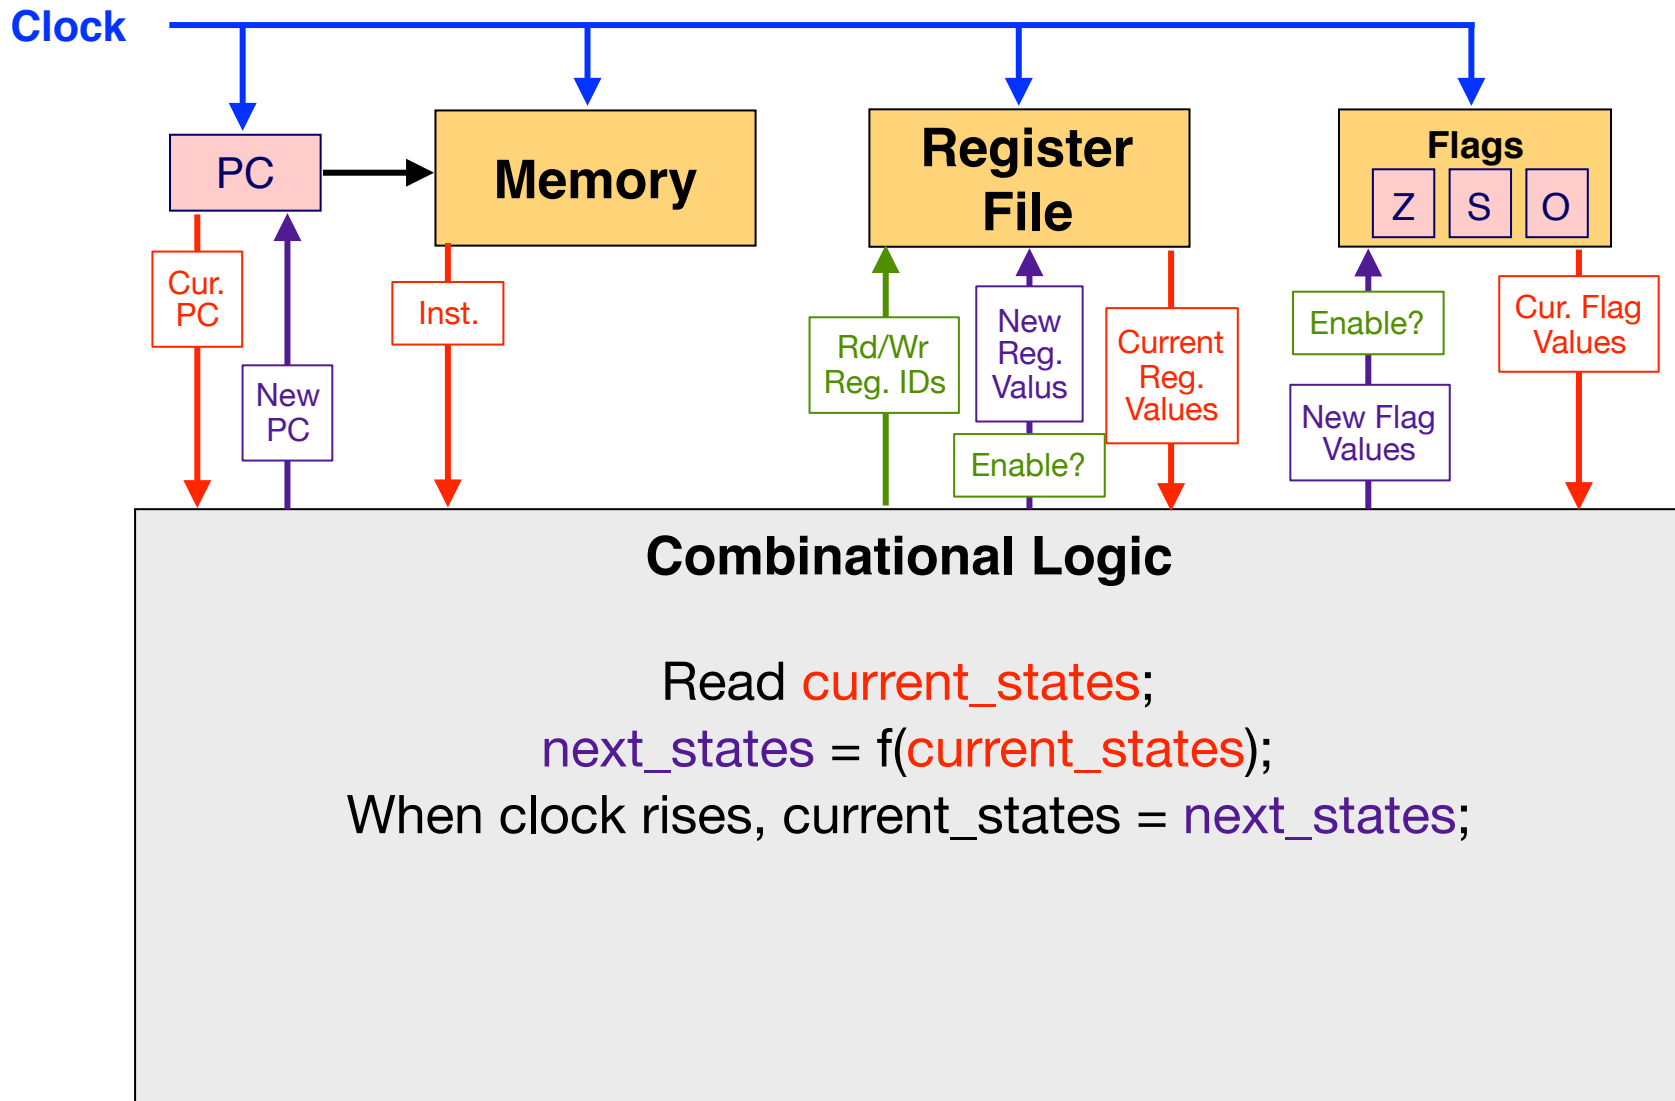 Clock
PC
Memory
Register
File
Flags
Z S O
Cur.
PC
New
PC
Inst.
Rd/Wr
Reg. IDs
New
Reg.
Valus
Enable?
Current
Reg.
Values
Enable?
New Flag
Values
Cur. Flag
Values
Combinational Logic
Read current_states;
next_states = f(current_states);
When clock rises, current_states = next_states;